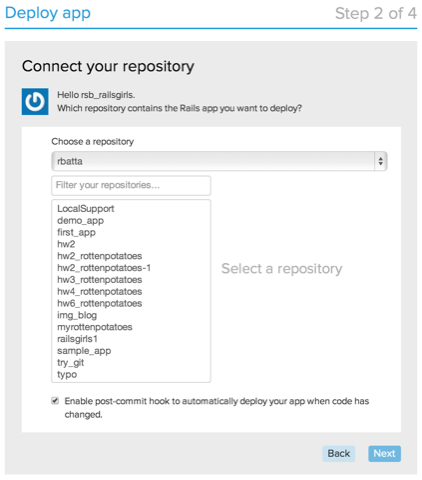 Deploy app
Step 2 of 4
Connect your repository
Hello rsb_railsgirls.
Which repository contains the Rails app you want to deploy?
Choose a repository
rbatta
Filter your repositories...
LocalSupport
demo_app
first_app
hw2
hw2_rottenpotatoes
hw2_rottenpotatoes-1
hw3_rottenpotatoes
hw4_rottenpotatoes
hw6_rottenpotatoes
img_blog
myrottenpotatoes
railsgirls1
sample_app
try_git
typo
Select a repository
Enable post-commit hook to automatically deploy your app when code has
changed.
Back
Next